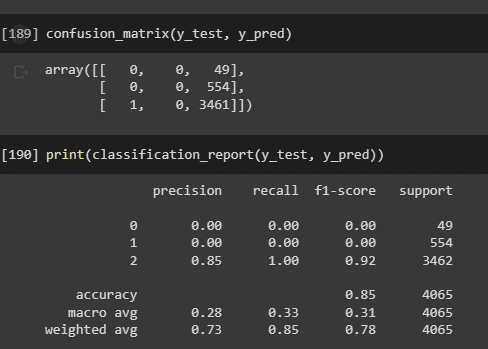 [189] confusion_matrix(y_test, y_pred)
array([[   0,    0,   49],
       [   0,    0,  554],
       [   1,    0, 3461]])
[190] print(classification_report(y_test, y_pred))
              precision    recall  f1-score   support
           0       0.00      0.00      0.00        49
           1       0.00      0.00      0.00       554
           2       0.85      1.00      0.92      3462
    accuracy                           0.85      4065
   macro avg       0.28      0.33      0.31      4065
weighted avg       0.73      0.85      0.78      4065